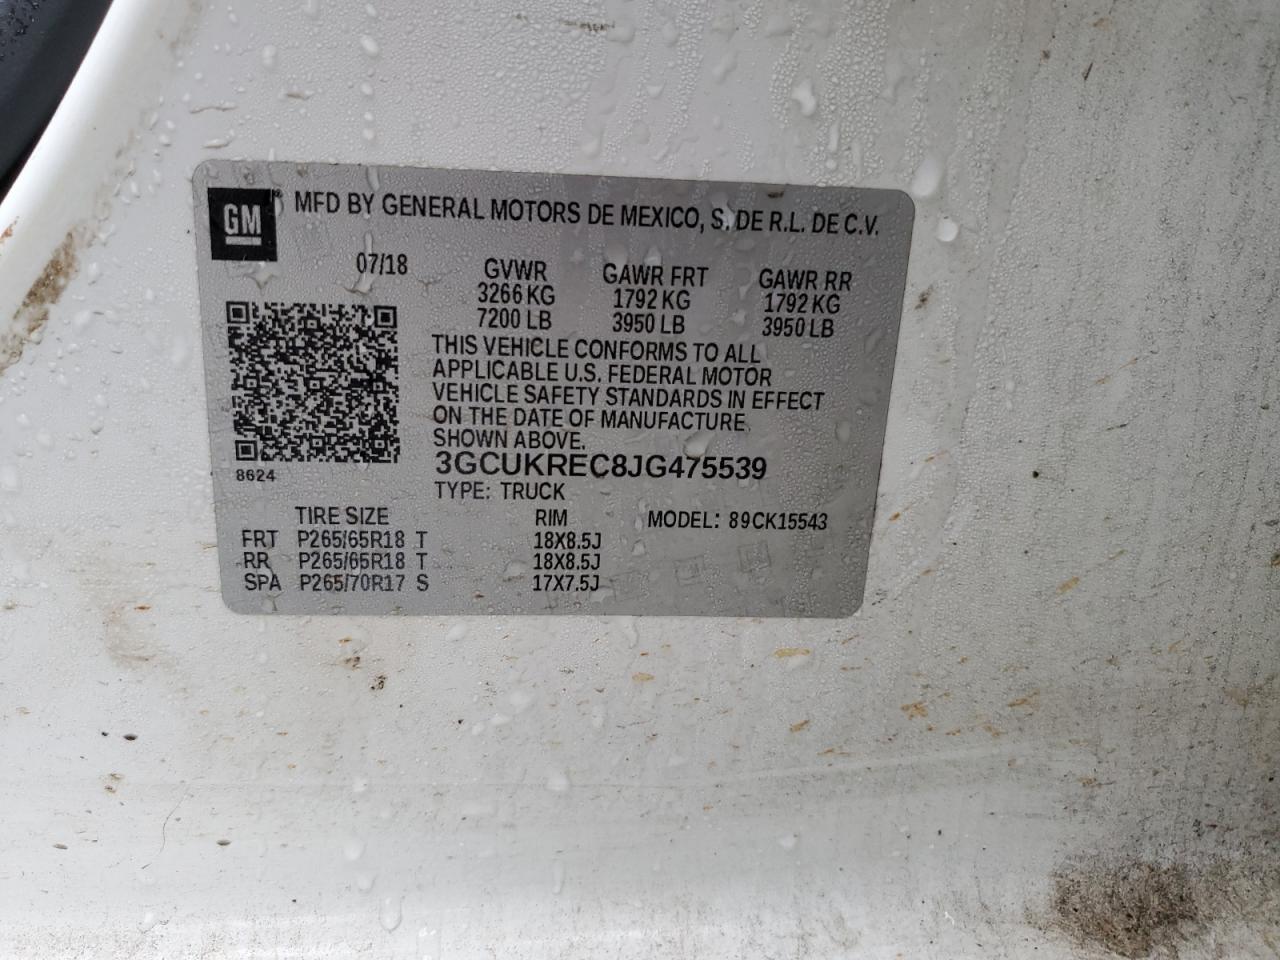 GM ® MFD BY GENERAL MOTORS DE MEXICO, S. DE R.L. DE C.V.
07/18 GVWR GAWR FRT GAWR RR
3266 KG 1792 KG 1792 KG
7200 LB 3950 LB 3950 LB
THIS VEHICLE CONFORMS TO ALL
APPLICABLE U.S. FEDERAL MOTOR
VEHICLE SAFETY STANDARDS IN EFFECT
ON THE DATE OF MANUFACTURE
SHOWN ABOVE.
3GCUKREC8JG475539
8624
TYPE: TRUCK
TIRE SIZE RIM MODEL: 89CK15543
FRT P265/65R18 T 18X8.5J
RR P265/65R18 T 18X8.5J
SPA P265/70R17 S 17X7.5J